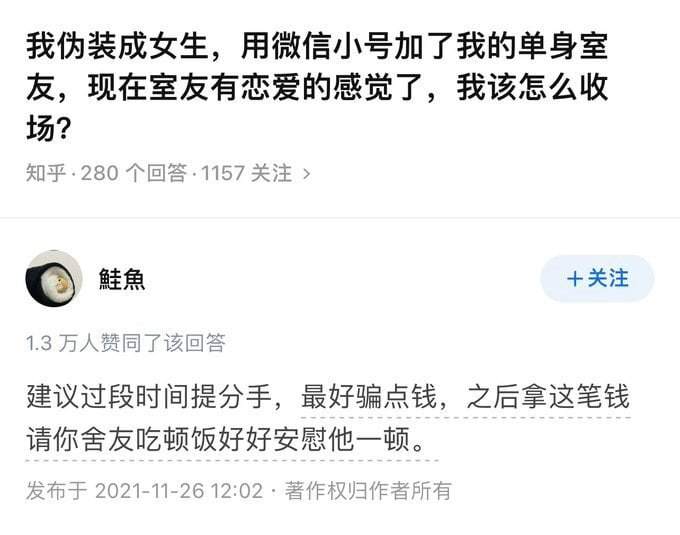 我伪装成女生，用微信小号加了我的单身室
友，现在室友有恋爱的感觉了，我该怎么收
场？
知乎·280 个回答·1157 关注 >
鮭魚
+关注
1.3 万人赞同了该回答
建议过段时间提分手，最好骗点钱，之后拿这笔钱
请你舍友吃顿饭好好安慰他一顿。
发布于 2021-11-26 12:02 · 著作权归作者所有